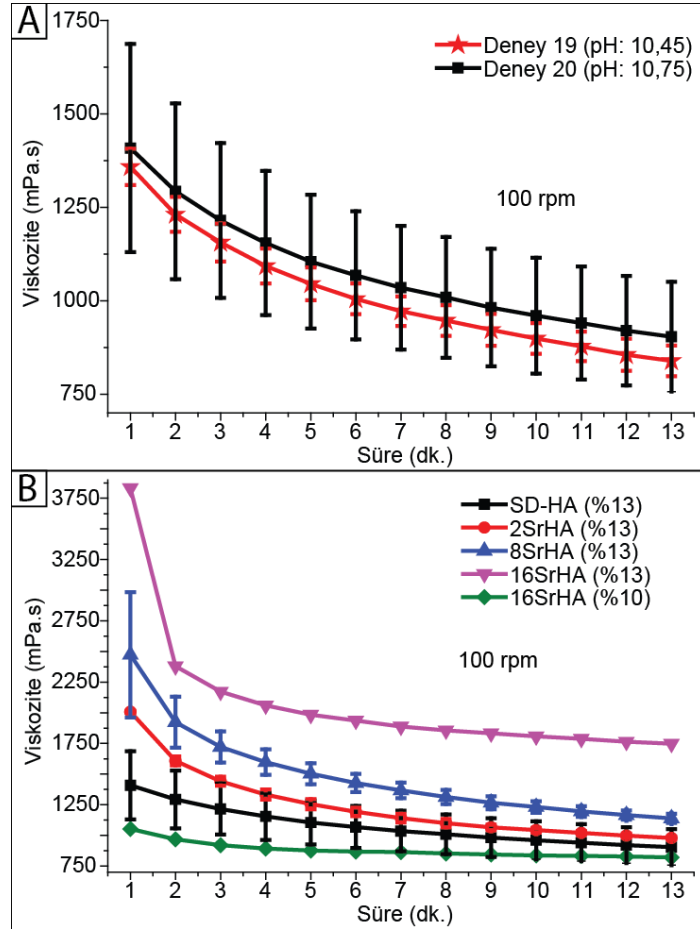 A
1750
1500
1250
1000
750
Viskozite (mPa.s)
Deney 19 (pH: 10,45)
Deney 20 (pH: 10,75)
100 rpm
1 2 3 4 5 6 7 8 9 10 11 12 13
Süre (dk.)
B
3750
3250
2750
2250
1750
1250
750
Viskozite (mPa.s)
SD-HA (%13)
2SrHA (%13)
8SrHA (%13)
16SrHA (%13)
16SrHA (%10)
100 rpm
1 2 3 4 5 6 7 8 9 10 11 12 13
Süre (dk.)